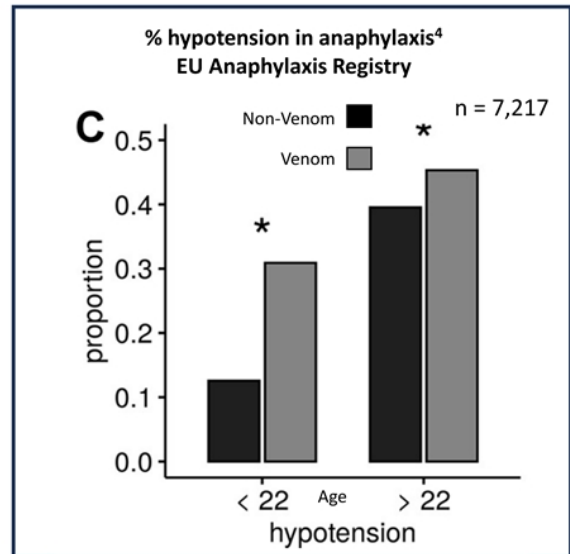 % hypotension in anaphylaxis⁴
EU Anaphylaxis Registry
C
n = 7,217
Non-Venom
Venom
*
*
proportion
0.5
0.4
0.3
0.2
0.1
0.0
< 22
Age
> 22
hypotension